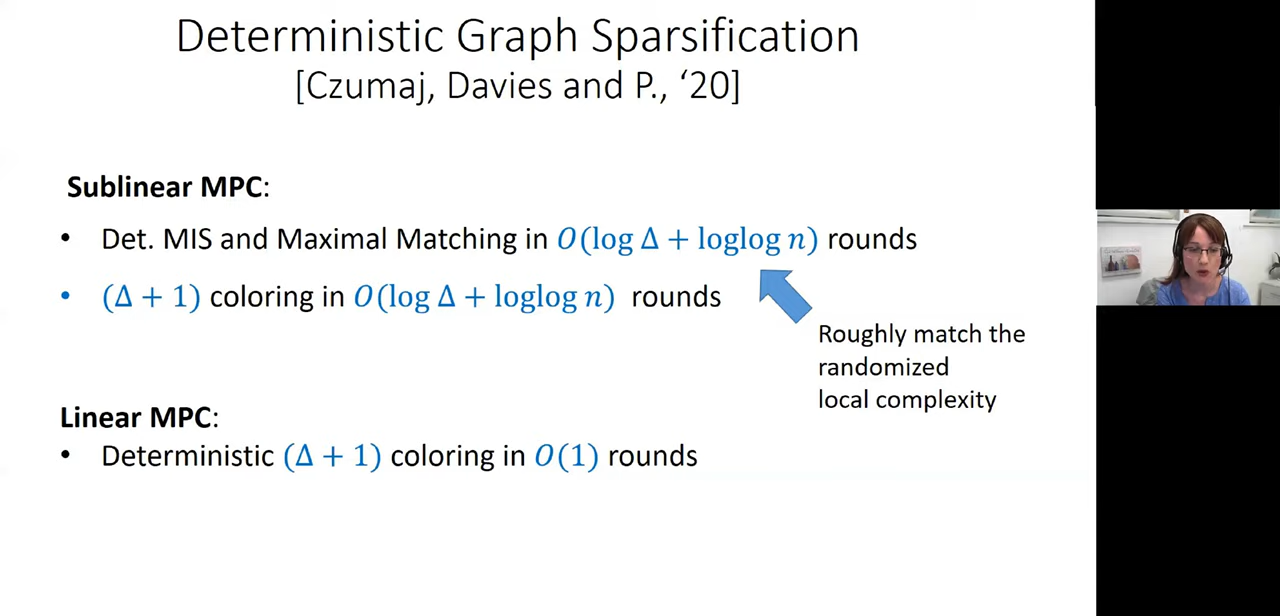 Deterministic Graph Sparsification
[Czumaj, Davies and P., ‘20]
Sublinear MPC:
• Det. MIS and Maximal Matching in O(log Δ + loglog n) rounds
• (Δ + 1) coloring in O(log Δ + loglog n) rounds
Roughly match the
randomized
local complexity
Linear MPC:
• Deterministic (Δ + 1) coloring in O(1) rounds